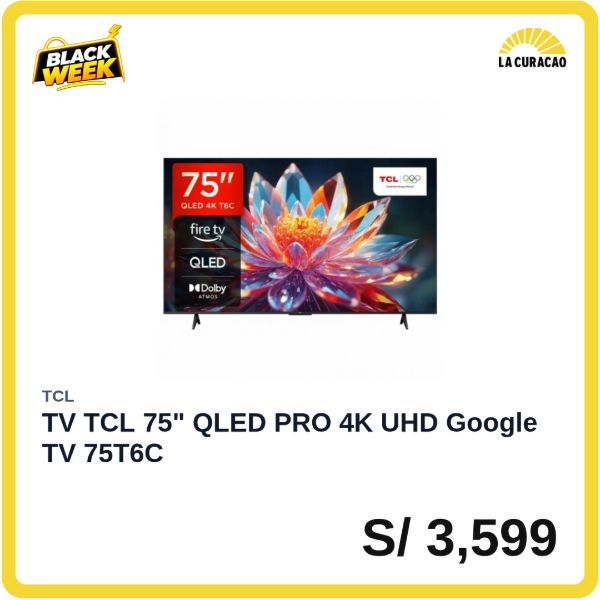 BLACK
WEEK
LA CURACAO
75"
QLED 4K T6C
TCL
fire tv
QLED
Dolby
ATMOS
TCL
TV TCL 75" QLED PRO 4K UHD Google
TV 75T6C
S/ 3,599